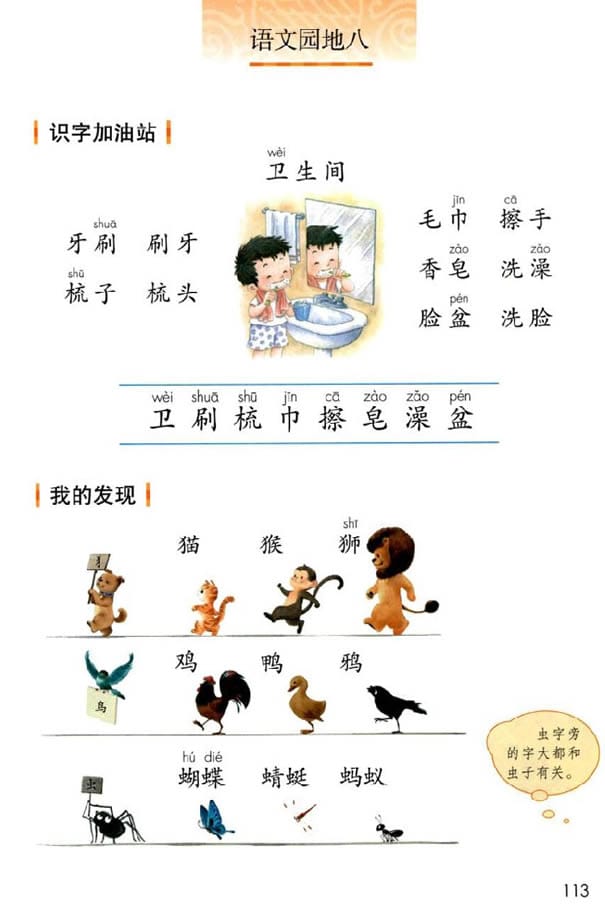 语文园地八
识字加油站
wèi
卫生间
shuā
牙刷 刷牙
shū
梳子 梳头
jīn cā
毛巾 擦手
zào zǎo
香皂 洗澡
pén
脸盆 洗脸
wèi shuā shū jīn cā zào zǎo pén
卫 刷 梳 巾 擦 皂 澡 盆
我的发现
shī
犭 猫 猴 狮
鸟 鸡 鸭 鸦
hú dié
虫 蝴蝶 蜻蜓 蚂蚁
虫字旁
的字大都和
虫子有关。
113